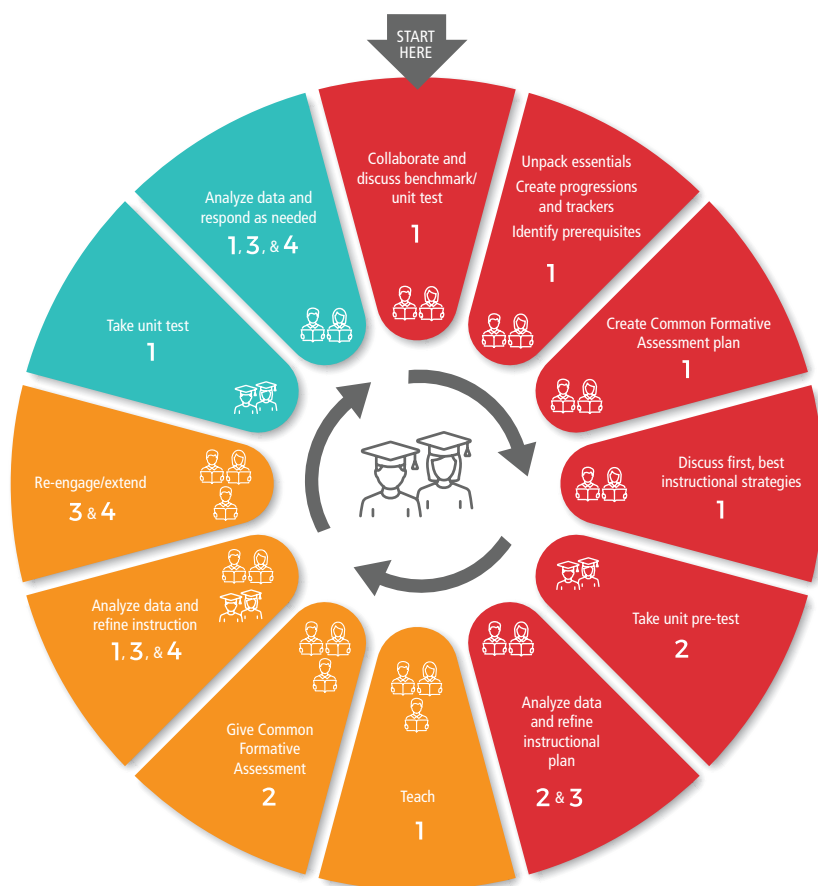 START
HERE
Collaborate and
discuss benchmark/
unit test
1
Unpack essentials
Create progressions
and trackers
Identify prerequisites
1
Create Common Formative
Assessment plan
1
Discuss first, best
instructional strategies
1
Take unit pre-test
2
Analyze data
and refine
instructional
plan
2 & 3
Teach
1
Give Common
Formative
Assessment
2
Analyze data and
refine instruction
1, 3, & 4
Re-engage/extend
3 & 4
Take unit test
1
Analyze data and
respond as needed
1, 3, & 4